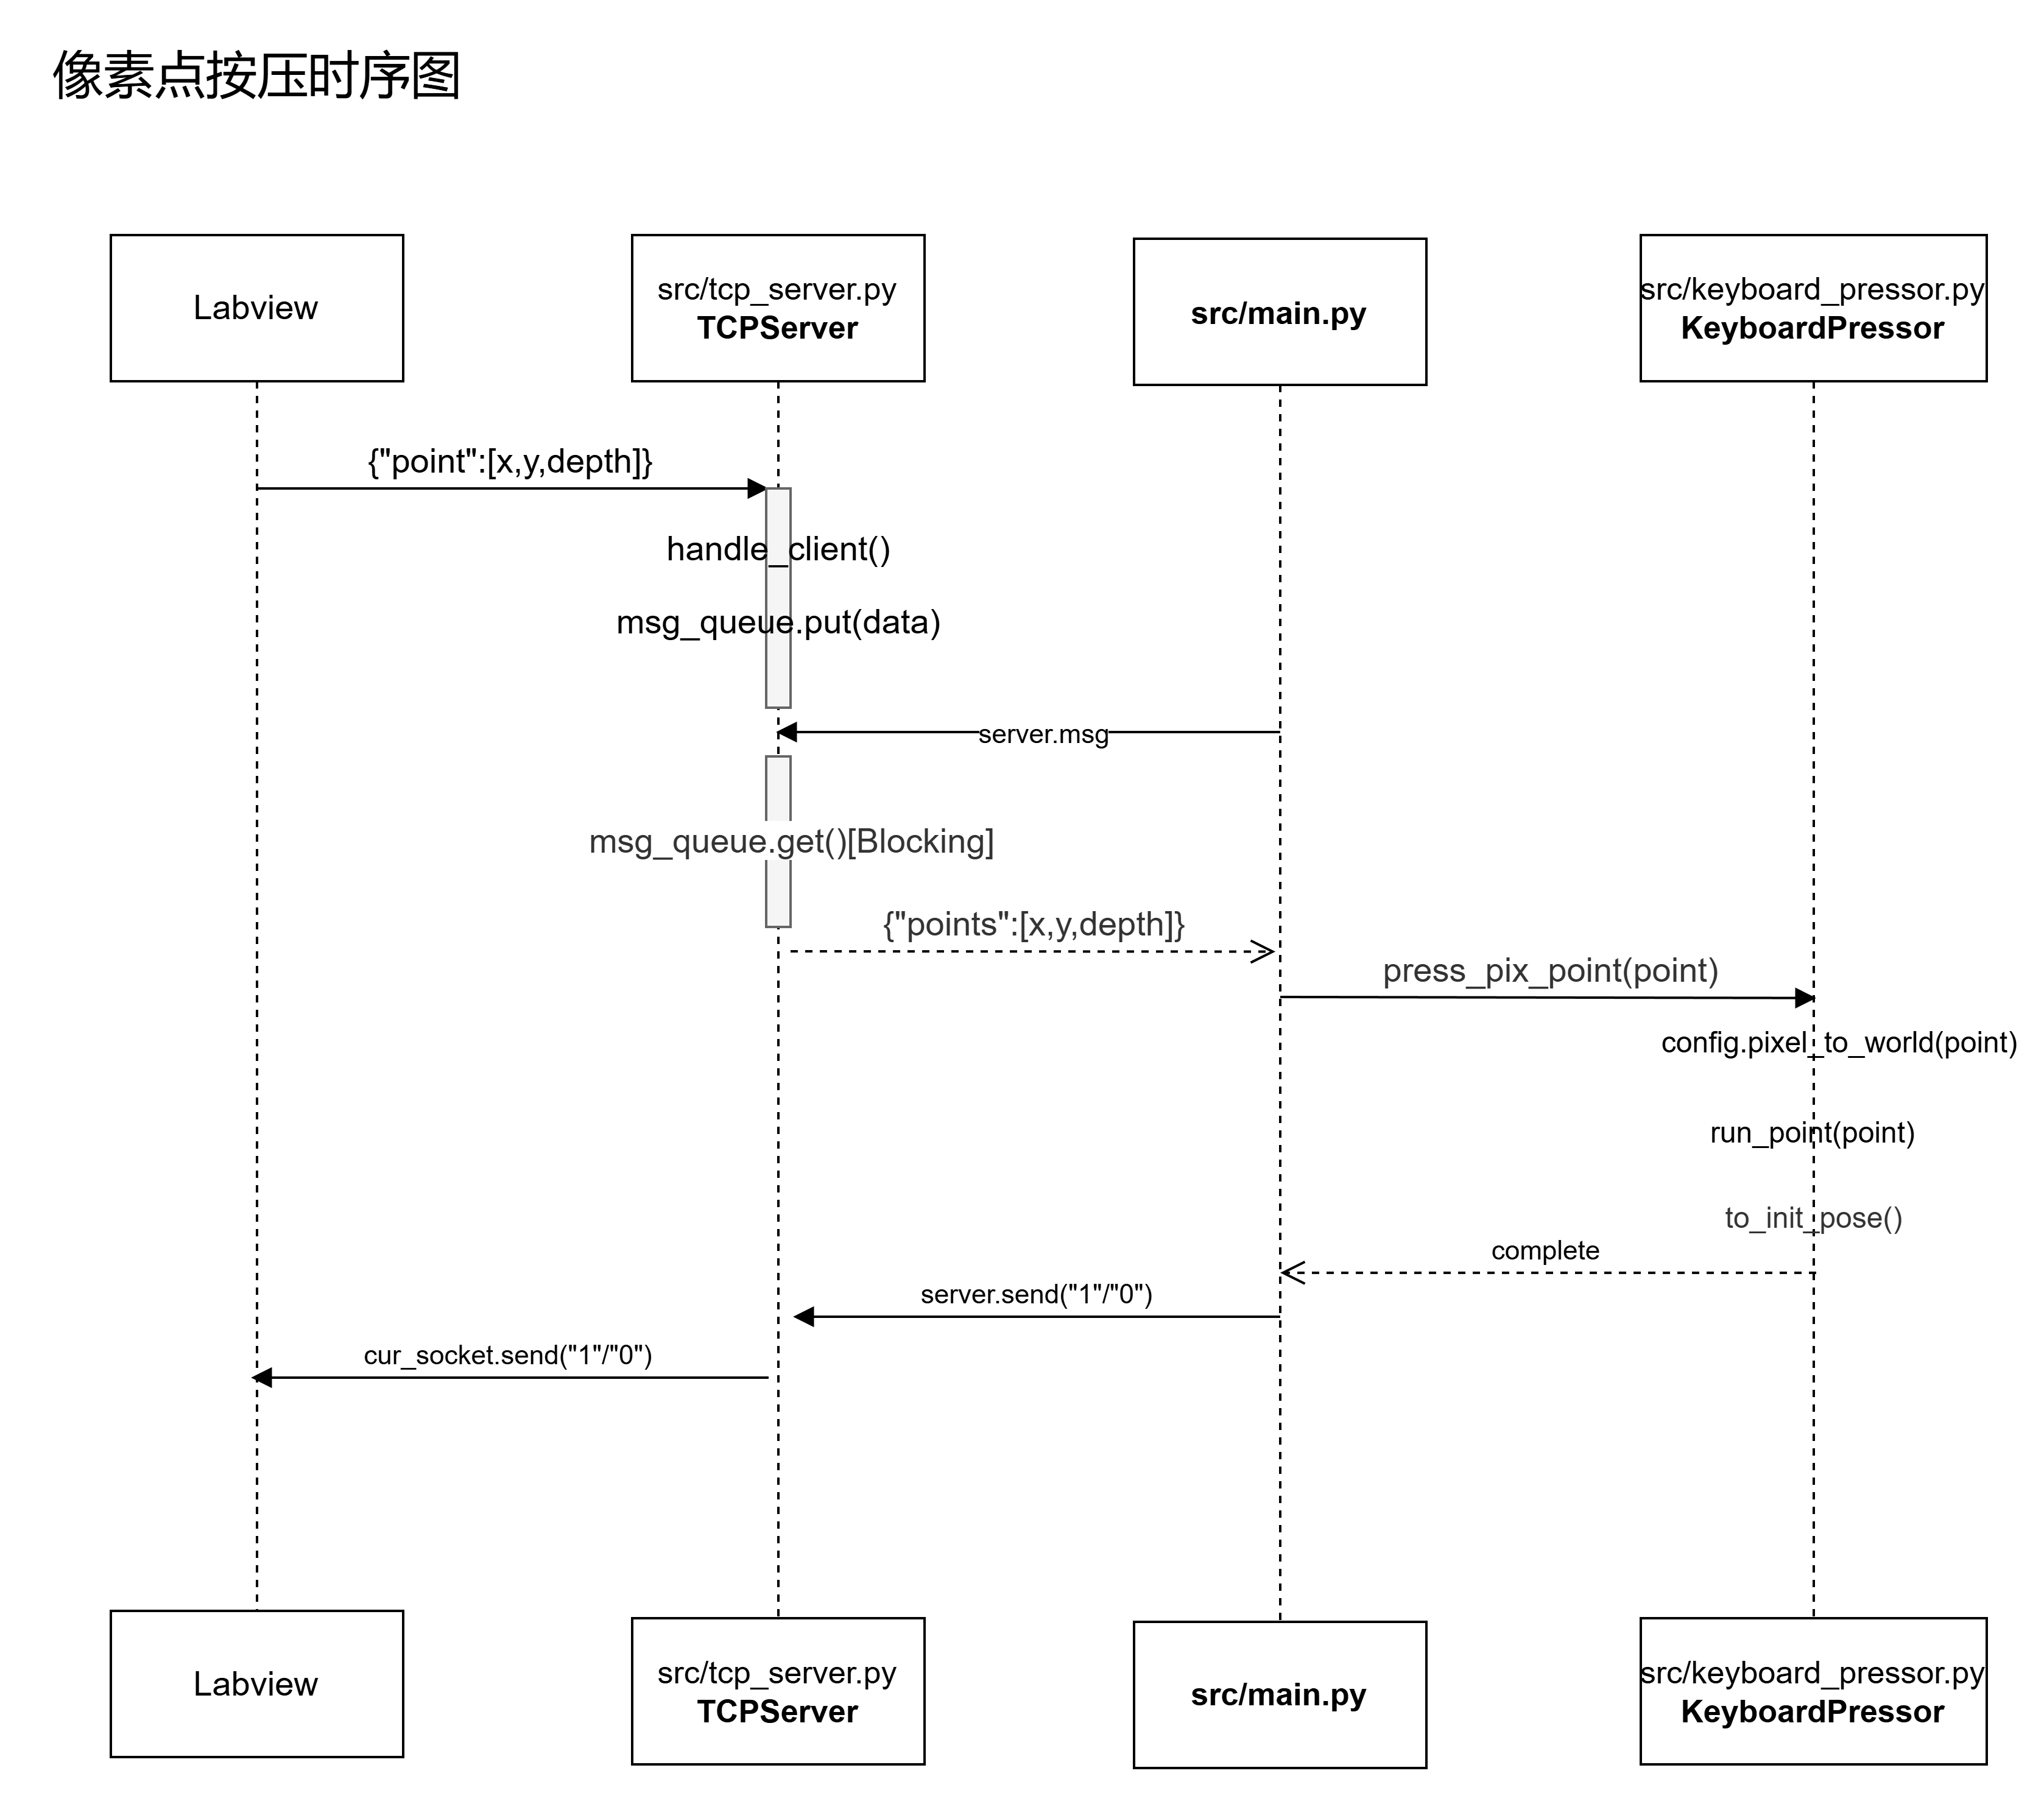 像素点按压时序图
Labview
src/tcp_server.py
TCPServer
src/main.py
src/keyboard_pressor.py
KeyboardPressor
{"point":[x,y,depth]}
handle_client()
msg_queue.put(data)
server.msg
msg_queue.get()[Blocking]
{"points":[x,y,depth]}
press_pix_point(point)
config.pixel_to_world(point)
run_point(point)
to_init_pose()
complete
server.send("1"/"0")
cur_socket.send("1"/"0")
Labview
src/tcp_server.py
TCPServer
src/main.py
src/keyboard_pressor.py
KeyboardPressor